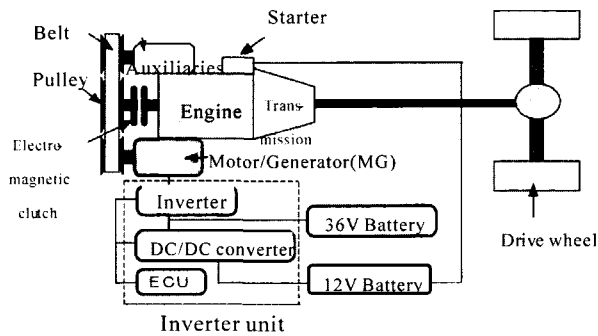 Belt
Starter
Auxiliaries
Pulley
Engine
Trans
mission
Electro
magnetic
clutch
Motor/Generator(MG)
Inverter
36V Battery
DC/DC converter
Drive wheel
ECU
12V Battery
Inverter unit